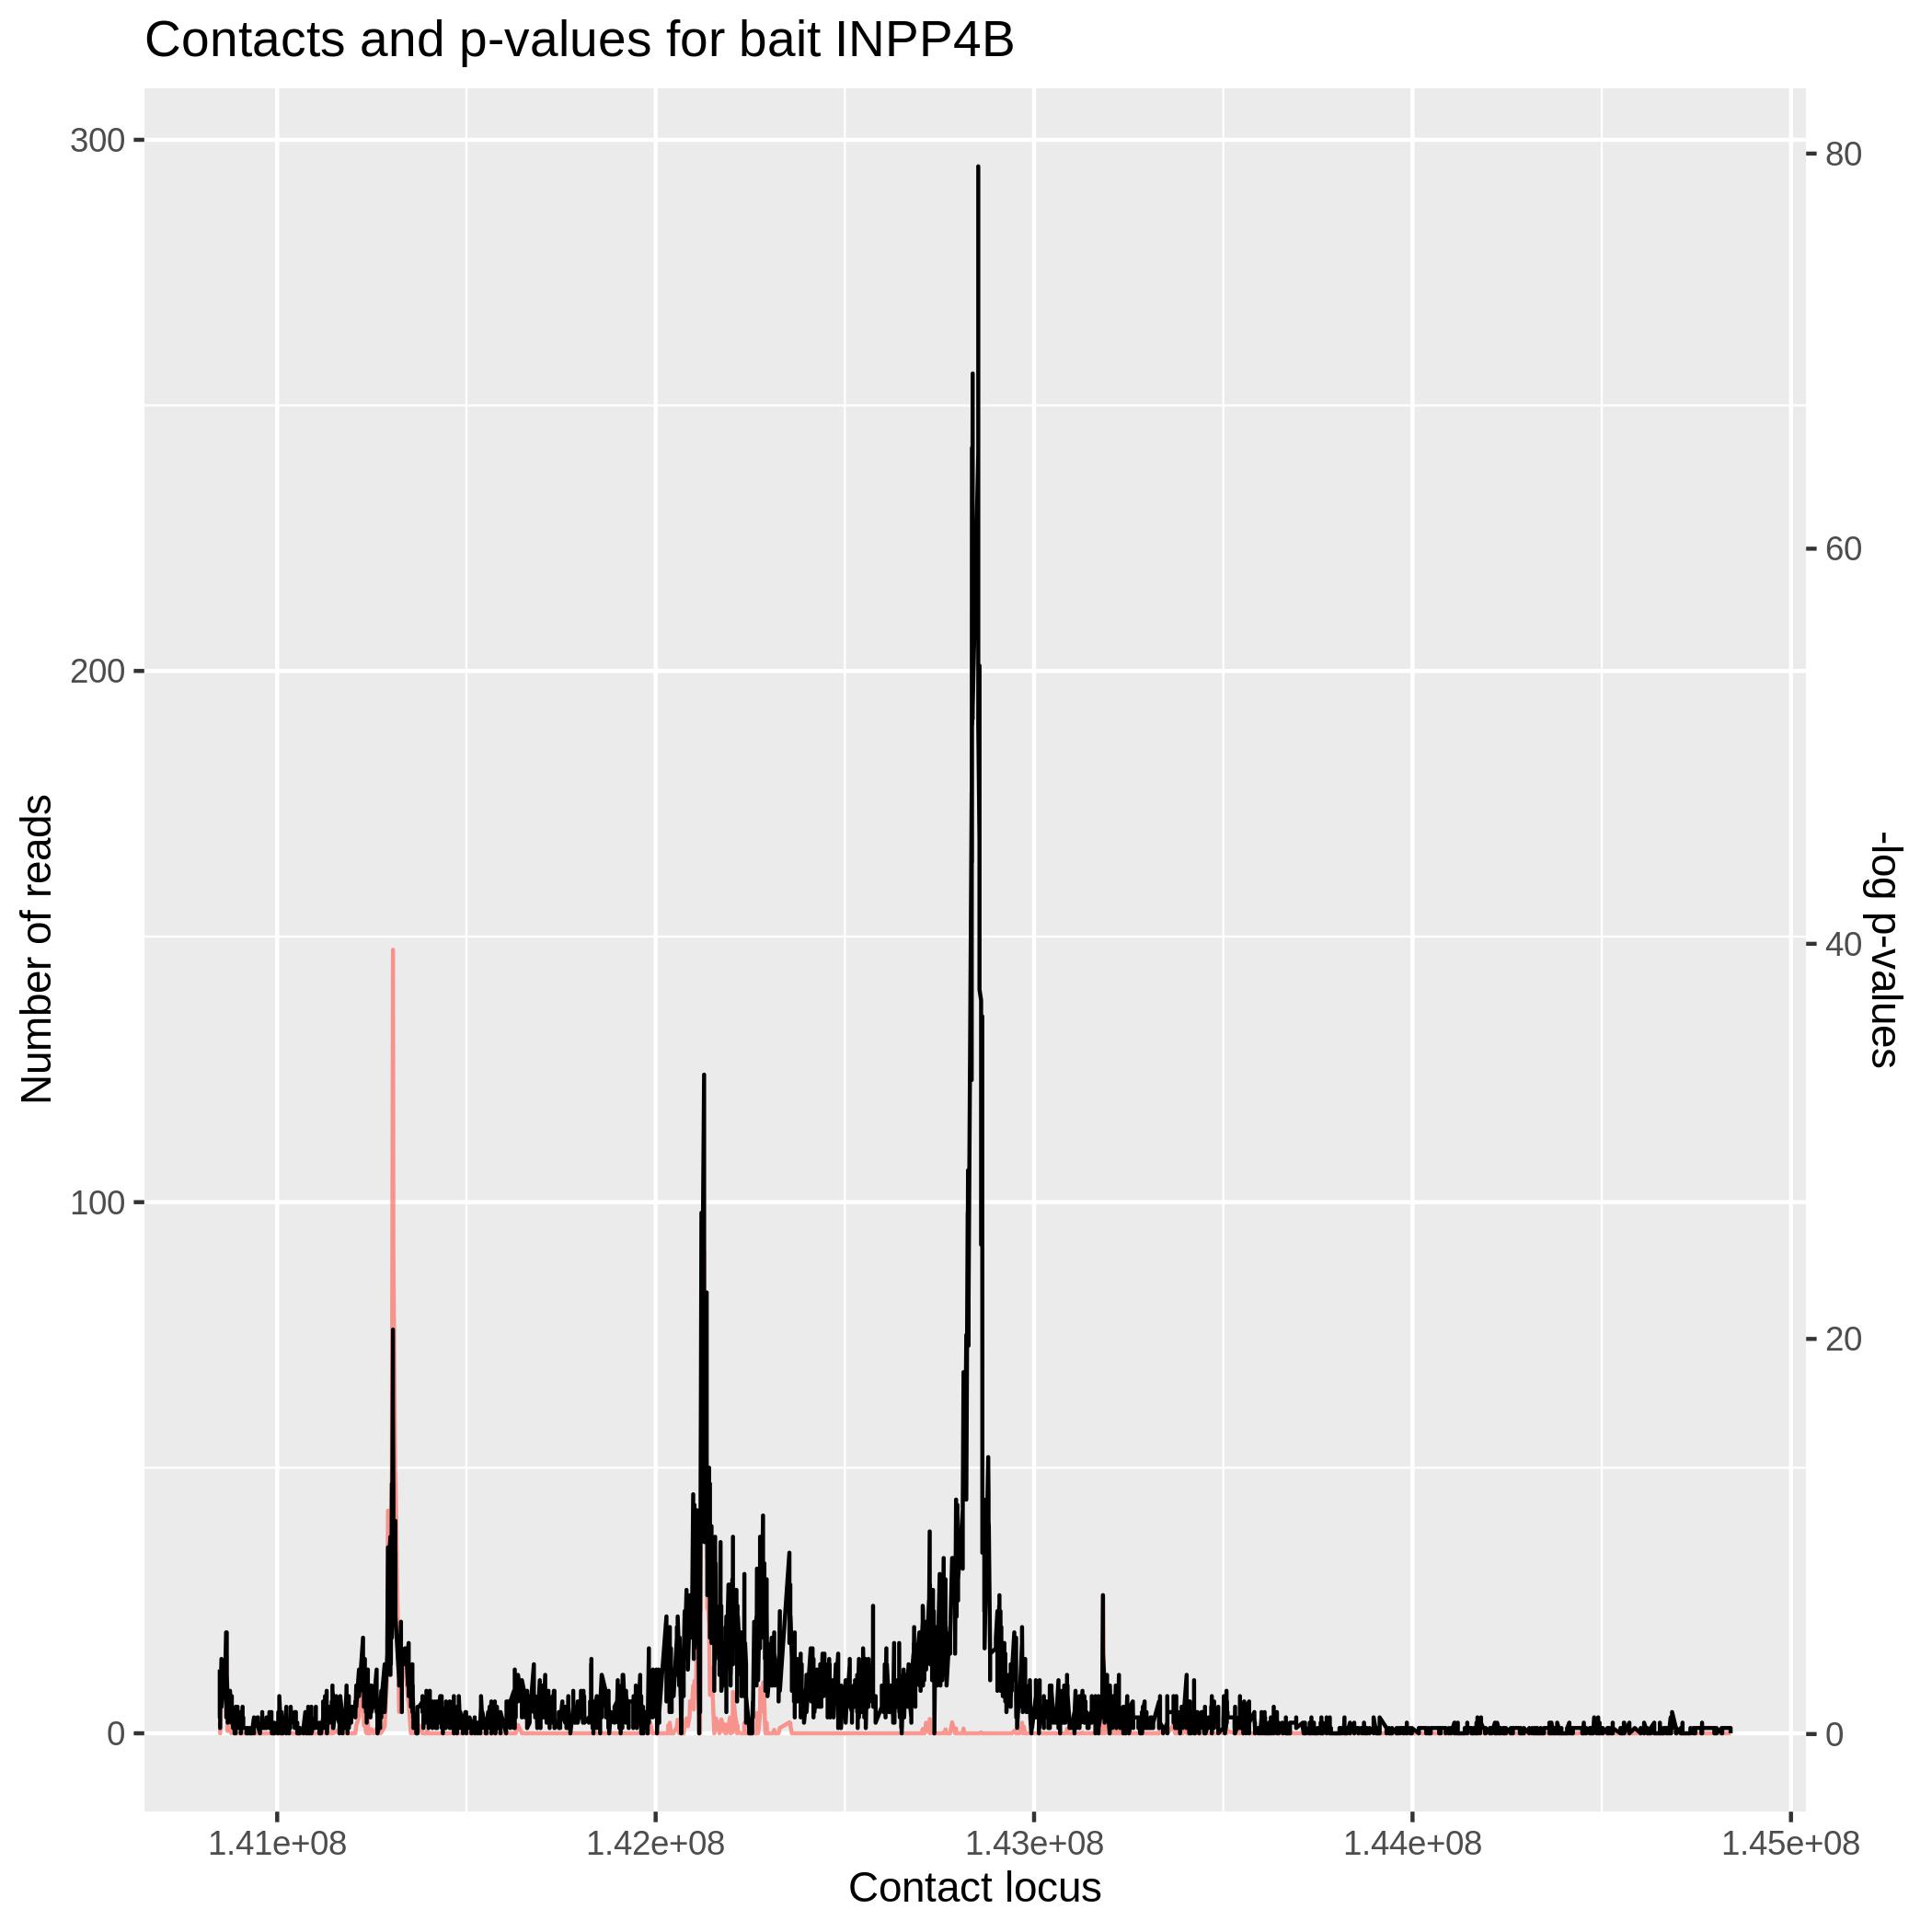 Contacts and p-values for bait INPP4B
300
200
100
0
Number of reads
80
60
40
20
0
-log p-values
1.41e+08 1.42e+08 1.43e+08 1.44e+08 1.45e+08
Contact locus